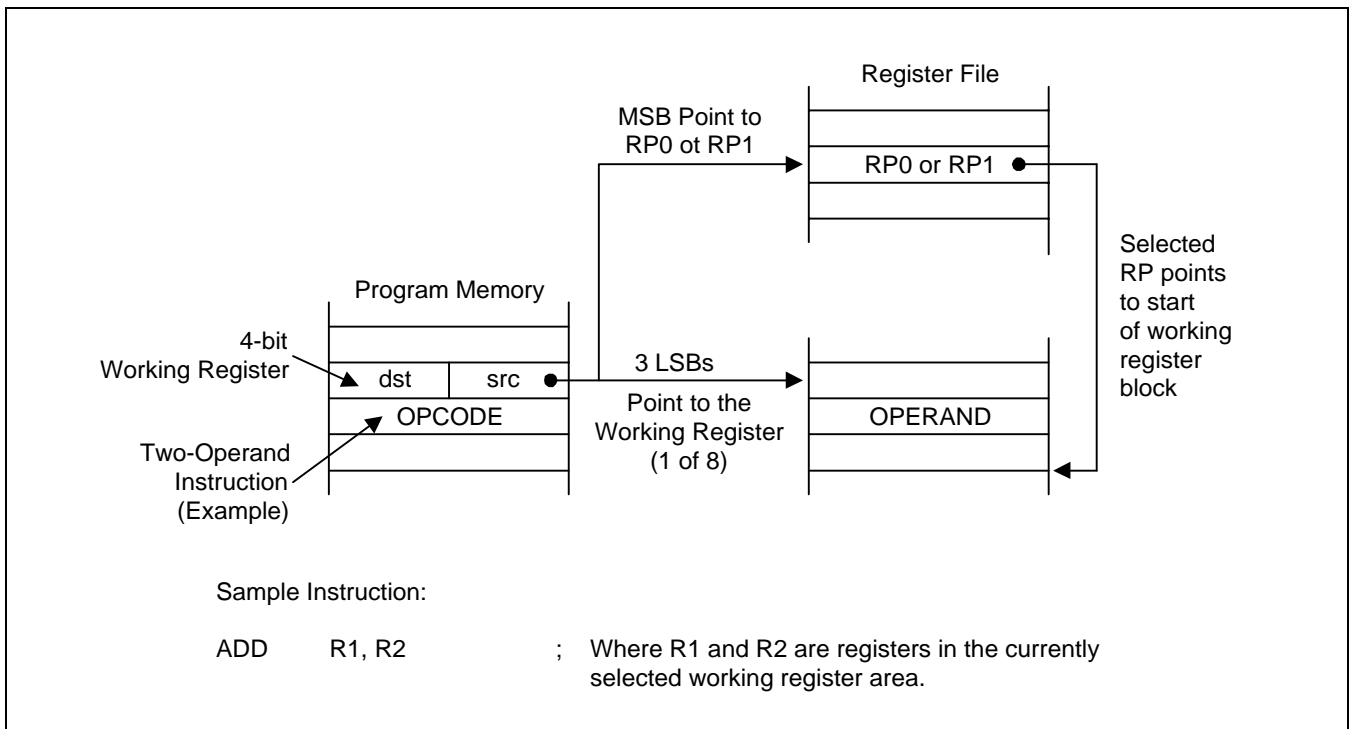 Register File
MSB Point to
RP0 ot RP1
RP0 or RP1
Selected
RP points
to start
of working
register
block
Program Memory
4-bit
Working Register
dst src
3 LSBs
OPCODE
Point to the
Working Register
(1 of 8)
OPERAND
Two-Operand
Instruction
(Example)
Sample Instruction:
ADD R1, R2 ; Where R1 and R2 are registers in the currently
selected working register area.